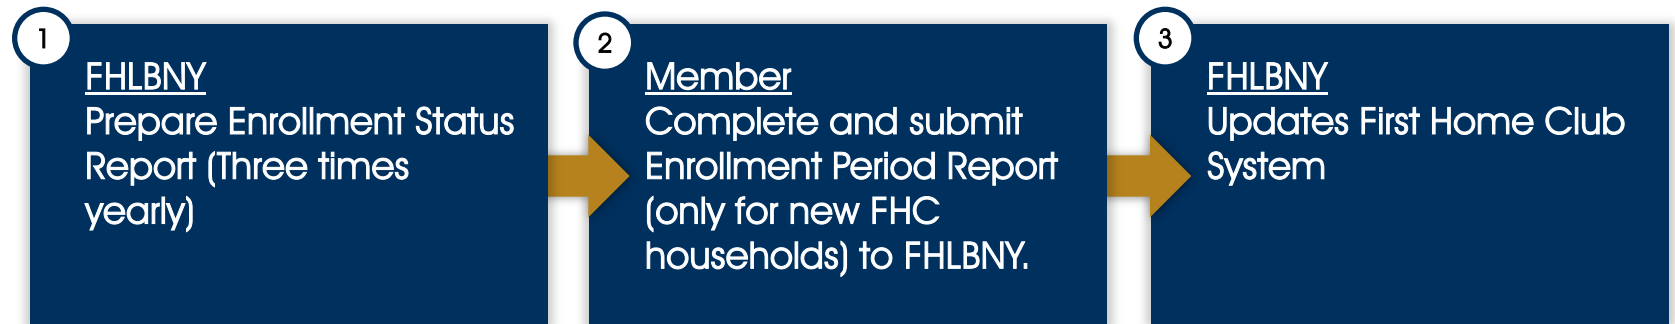 1
FHLBNY
Prepare Enrollment Status
Report (Three times
yearly)
2
Member
Complete and submit
Enrollment Period Report
(only for new FHC
households) to FHLBNY.
3
FHLBNY
Updates First Home Club
System